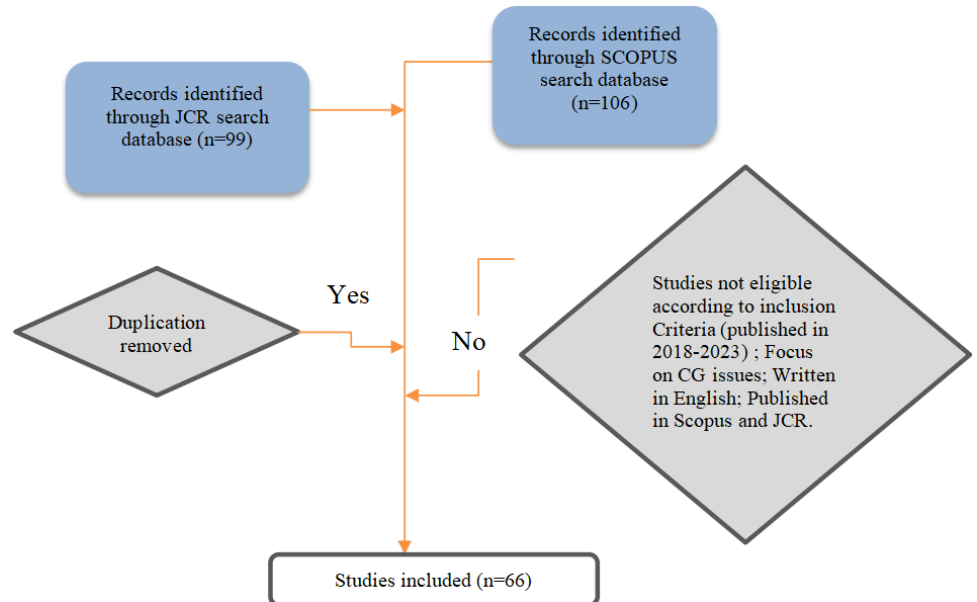 Records identified
through SCOPUS
search database
(n=106)
Records identified
through JCR search
database (n=99)
Duplication
removed
Yes
No
Studies not eligible
according to inclusion
Criteria (published in
2018-2023) ; Focus
on CG issues; Written
in English; Published
in Scopus and JCR.
Studies included (n=66)